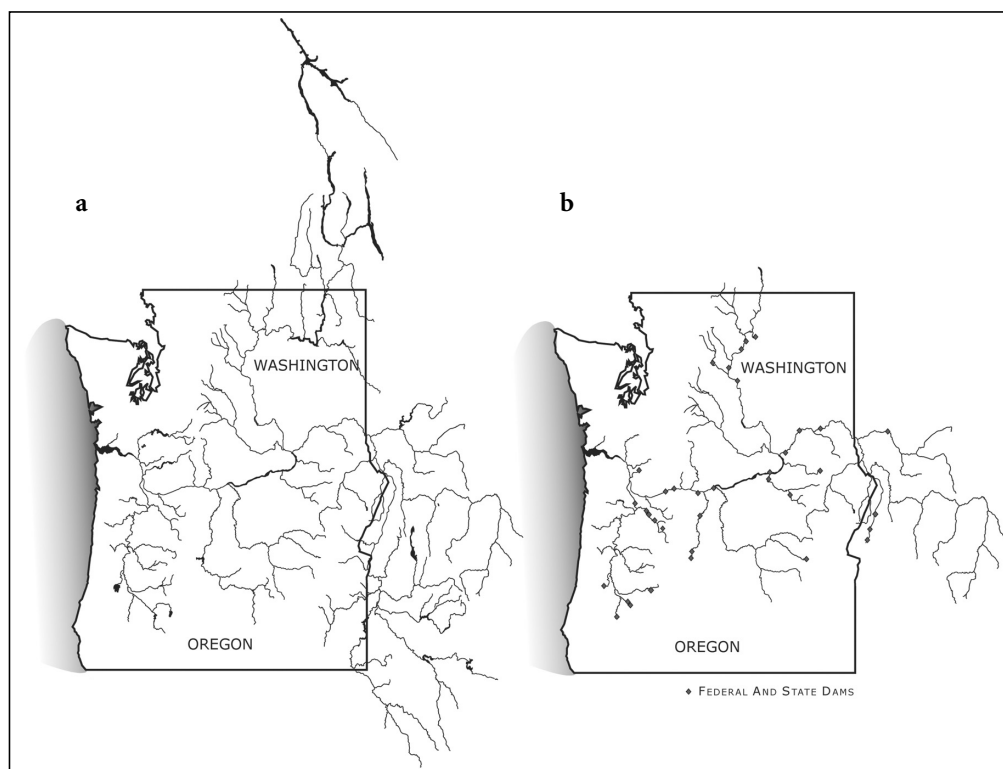 a
b
WASHINGTON
WASHINGTON
OREGON
OREGON
FEDERAL AND STATE DAMS